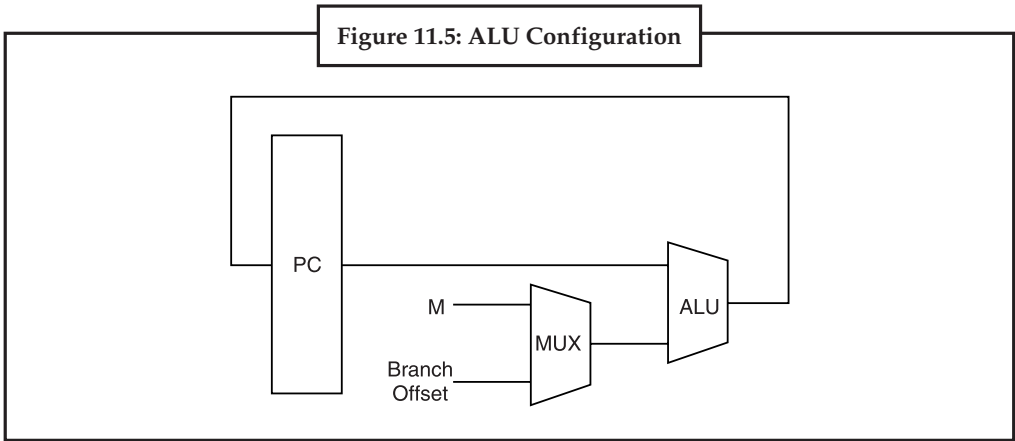 Figure 11.5: ALU Configuration
PC
M
MUX
ALU
Branch
Offset